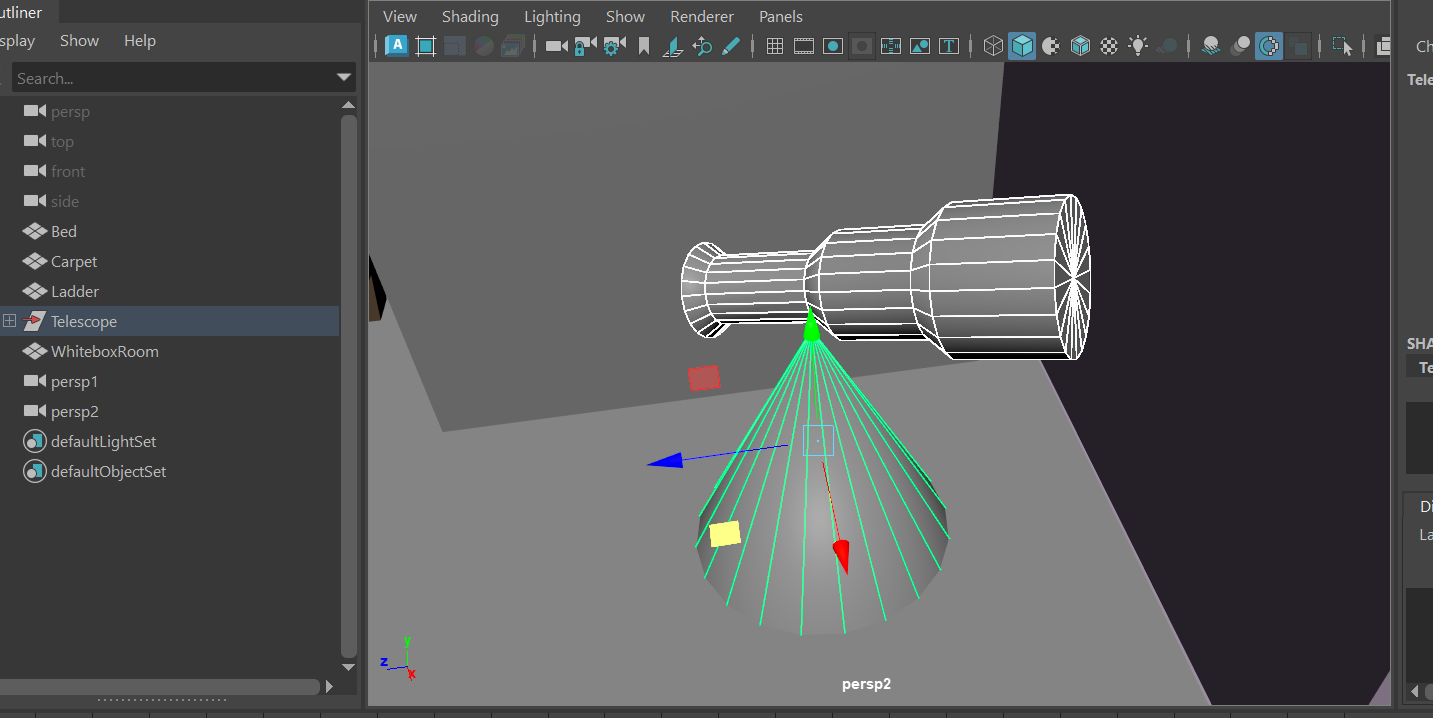 utliner
splay Show Help
Search...
persp
top
front
side
Bed
Carpet
Ladder
Telescope
WhiteboxRoom
persp1
persp2
defaultLightSet
defaultObjectSet
View Shading Lighting Show Renderer Panels
A
T
y
z
x
persp2
Ch
Tele
SHA
Te
Di
La